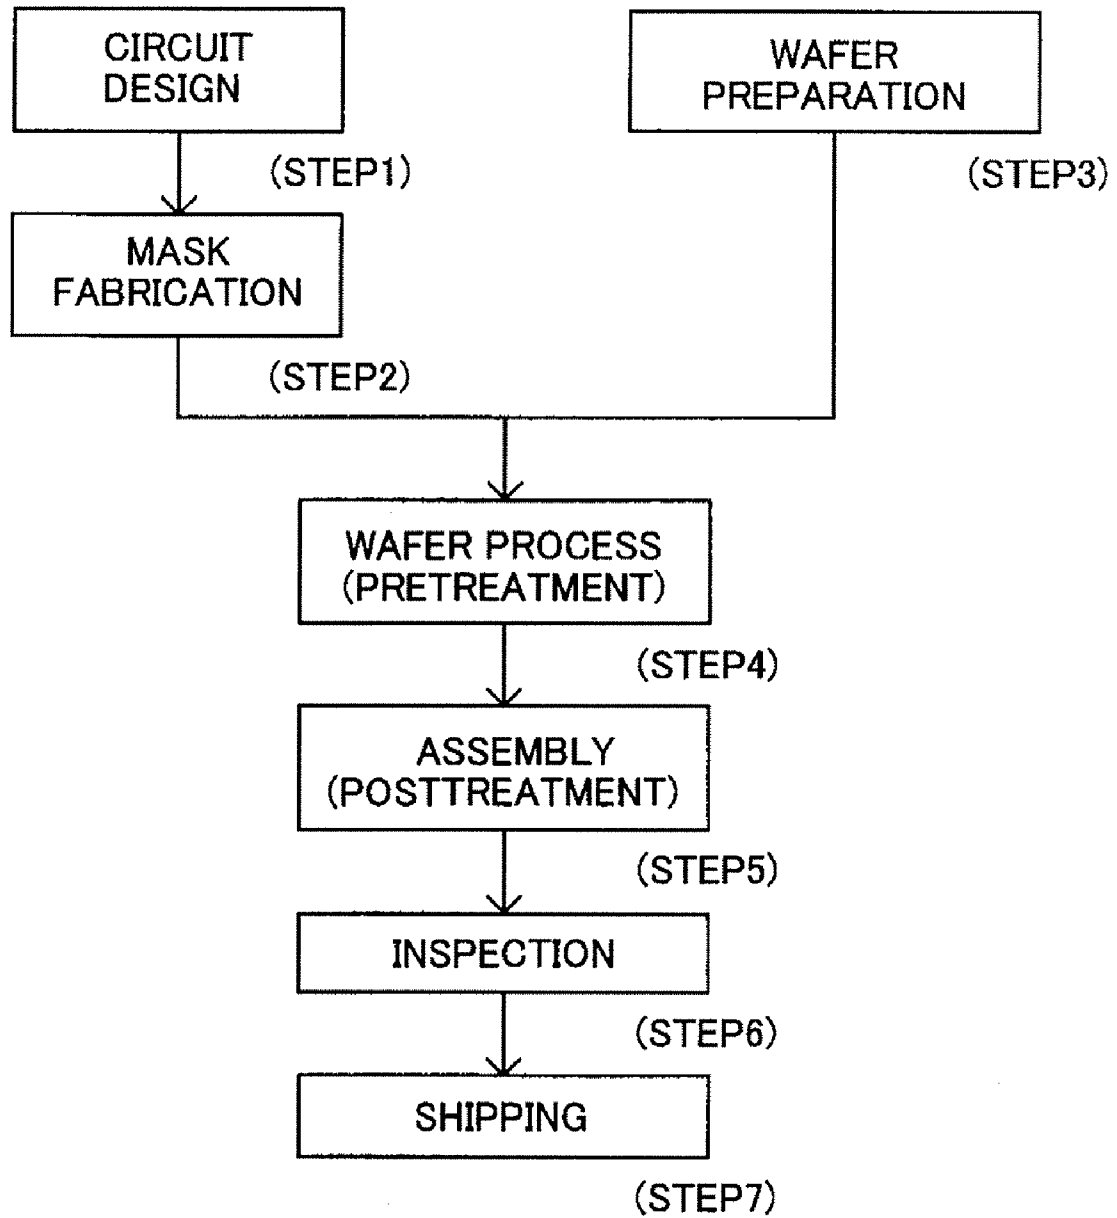 CIRCUIT
DESIGN
(STEP1)
MASK
FABRICATION
(STEP2)
WAFER
PREPARATION
(STEP3)
WAFER PROCESS
(PRETREATMENT)
(STEP4)
ASSEMBLY
(POSTTREATMENT)
(STEP5)
INSPECTION
(STEP6)
SHIPPING
(STEP7)